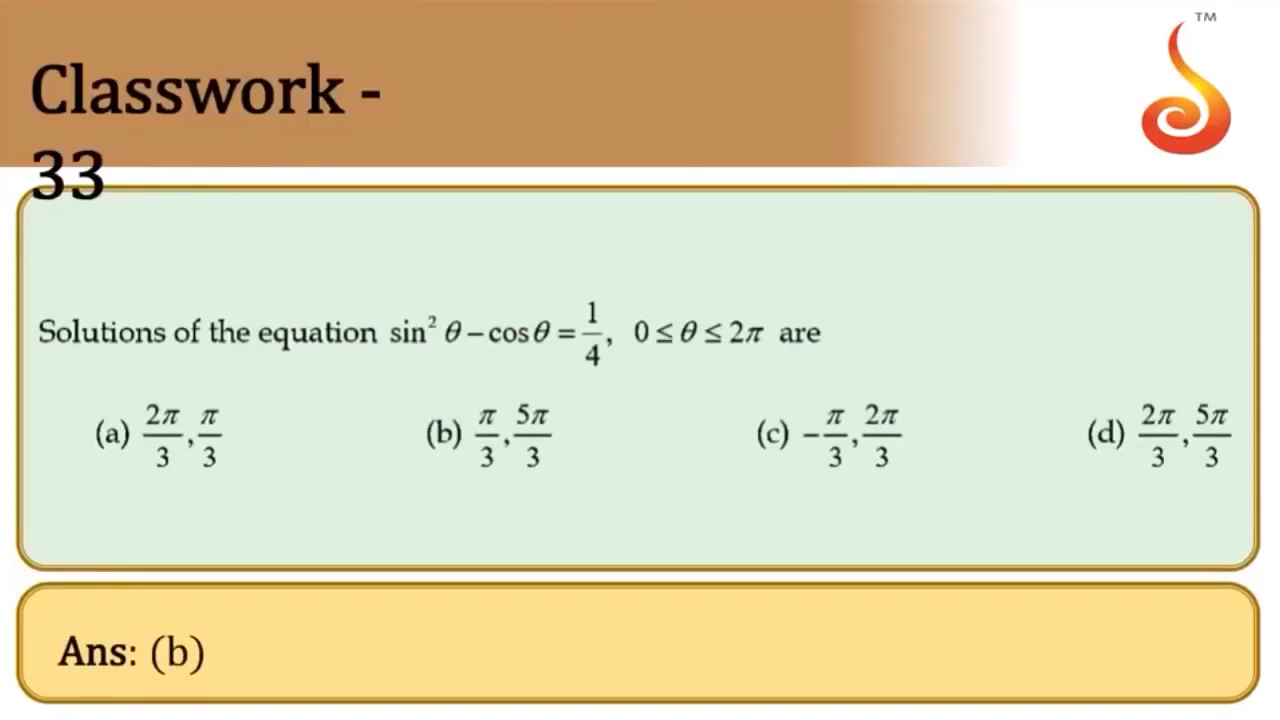 TM
Classwork -
33
Solutions of the equation sin² θ – cos θ = 1/4, 0 ≤ θ ≤ 2π are
(a) 2π/3, π/3 (b) π/3, 5π/3 (c) –π/3, 2π/3 (d) 2π/3, 5π/3
Ans: (b)